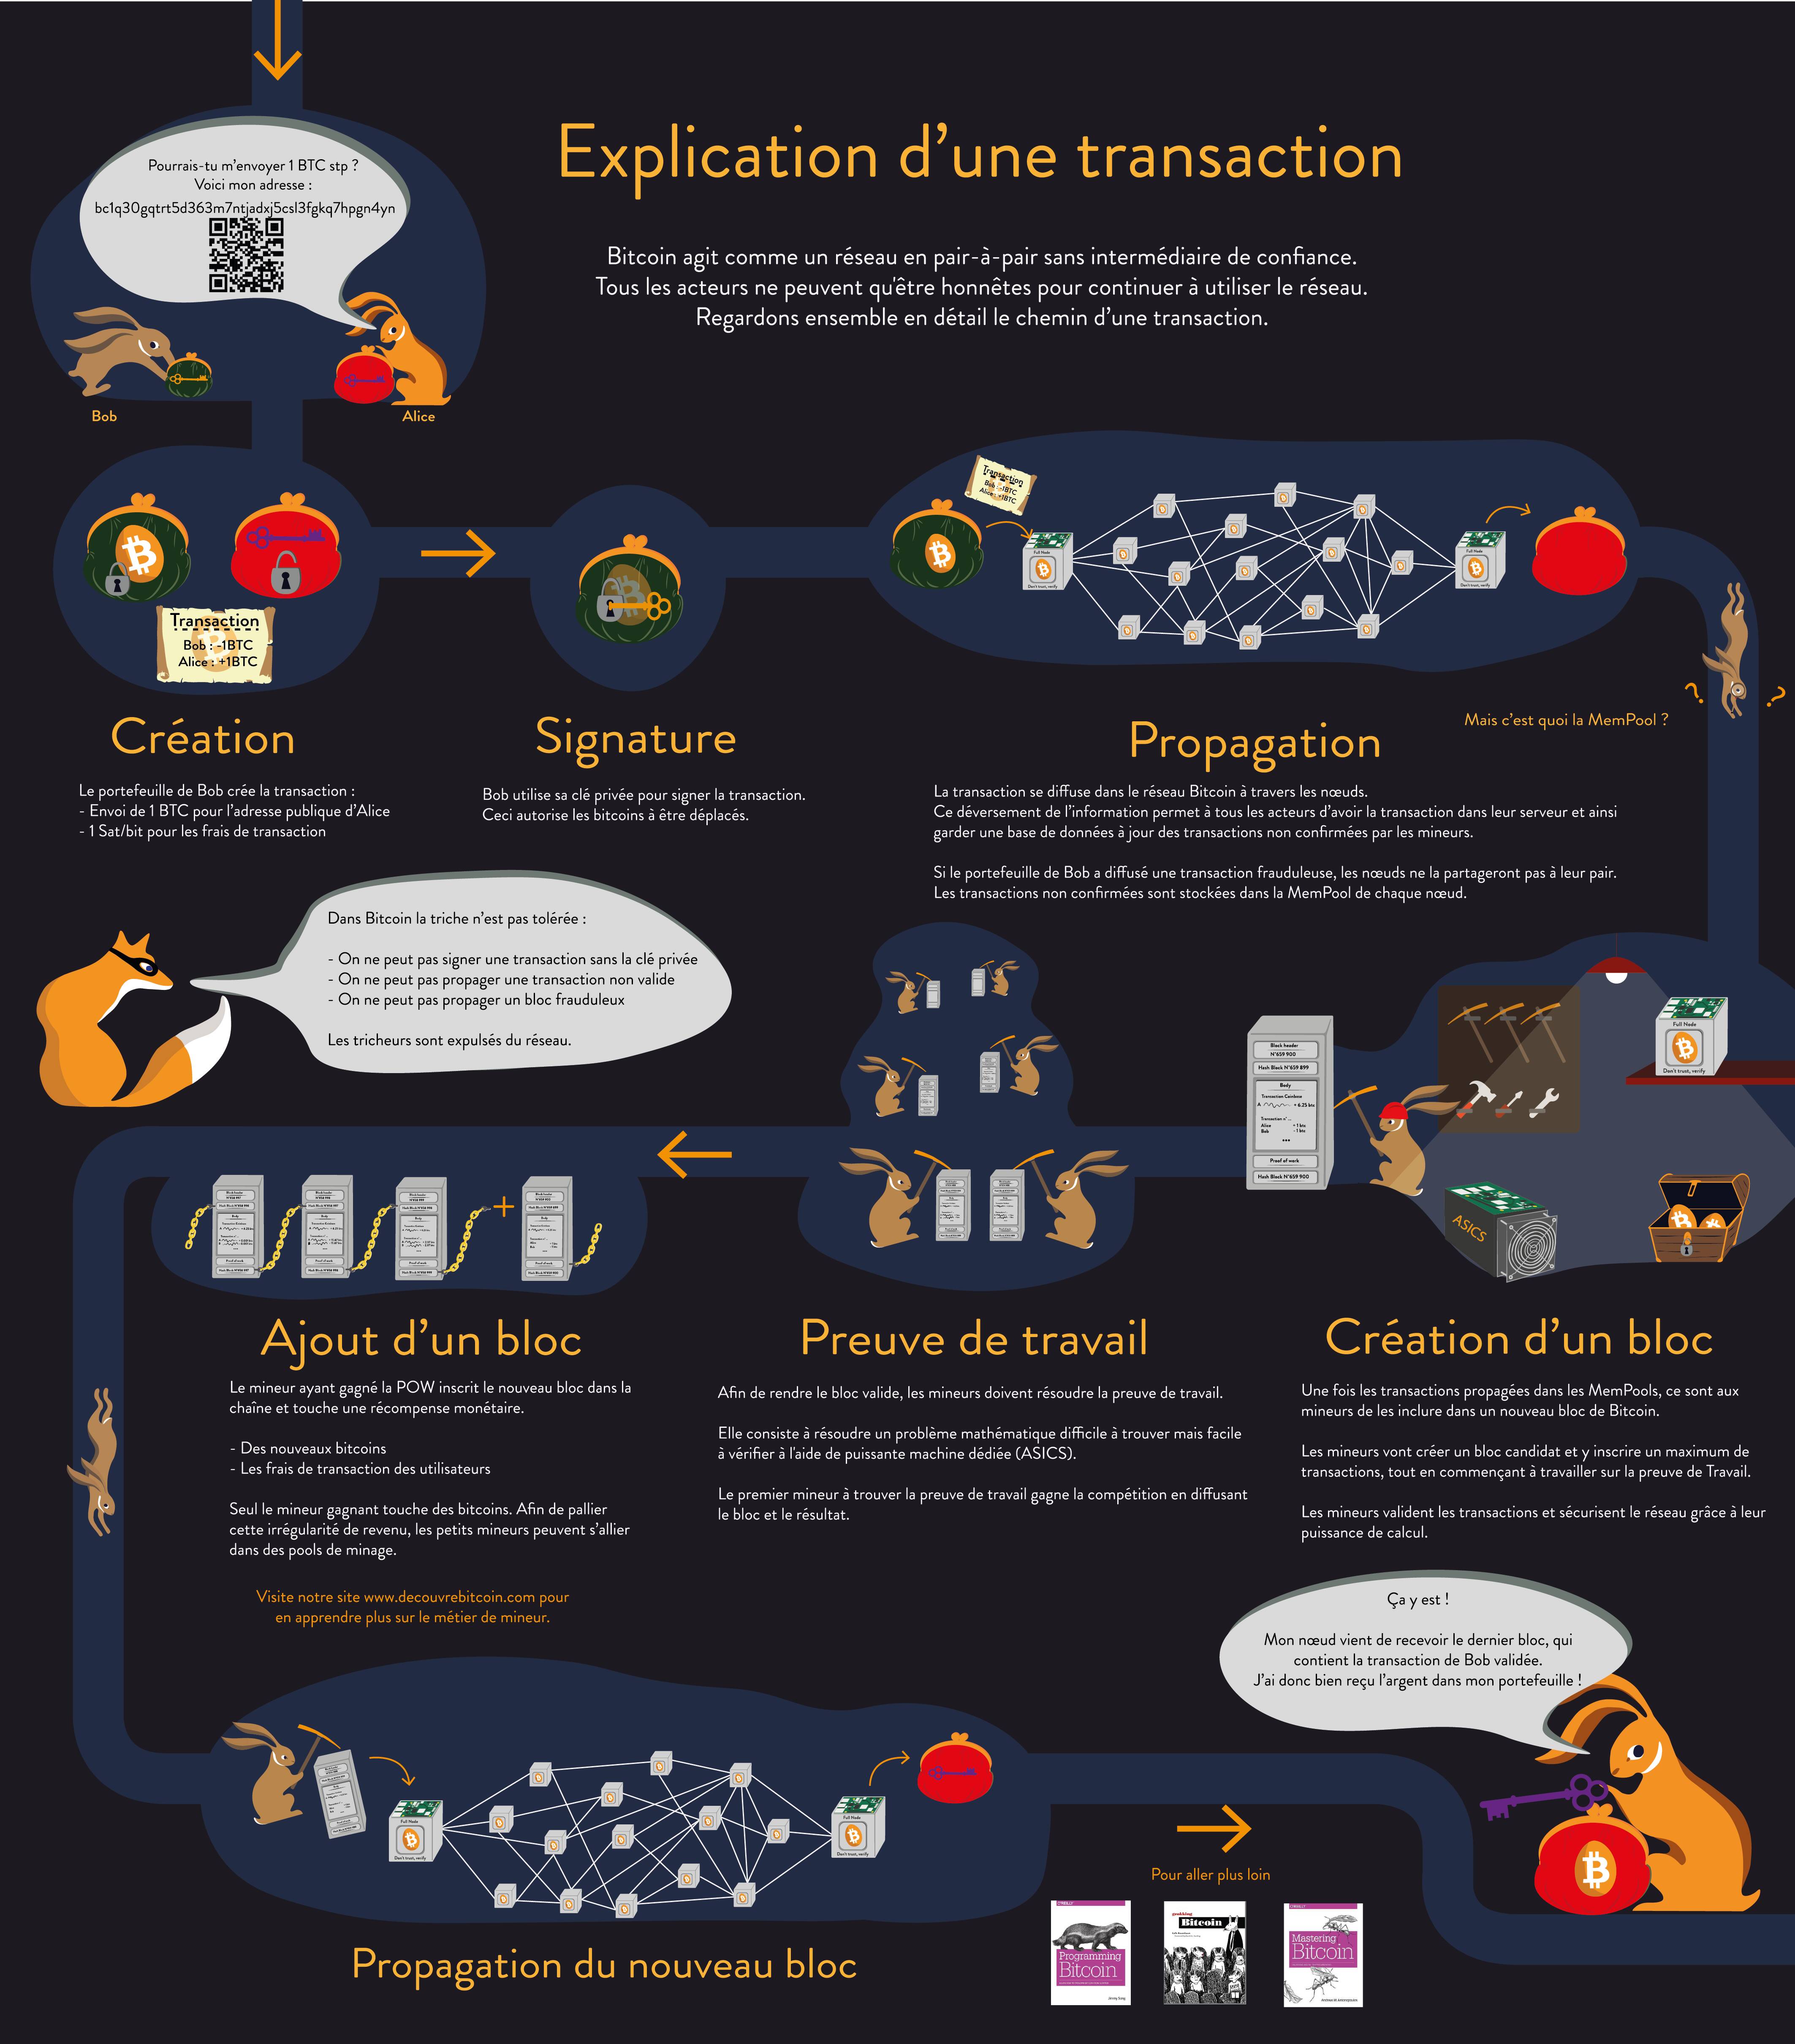 Explication d'une transaction
Bitcoin agit comme un réseau en pair-à-pair sans intermédiaire de confiance.
Tous les acteurs ne peuvent qu'être honnêtes pour continuer à utiliser le réseau.
Regardons ensemble en détail le chemin d'une transaction.
Pourrais-tu m'envoyer 1 BTC stp ?
Voici mon adresse :
bc1q30gqtrt5d363m7ntjadxj5csl3fgkq7hpgn4yn
Bob
Alice
Transaction
Bob : -1BTC
Alice : +1BTC
Transaction
Bob : -1BTC
Alice : +1BTC
Full Node
Don't trust, verify
Full Node
Don't trust, verify
Création
Le portefeuille de Bob crée la transaction :
- Envoi de 1 BTC pour l'adresse publique d'Alice
- 1 Sat/bit pour les frais de transaction
Signature
Bob utilise sa clé privée pour signer la transaction.
Ceci autorise les bitcoins à être déplacés.
Propagation
La transaction se diffuse dans le réseau Bitcoin à travers les nœuds.
Ce déversement de l'information permet à tous les acteurs d'avoir la transaction dans leur serveur et ainsi
garder une base de données à jour des transactions non confirmées par les mineurs.
Si le portefeuille de Bob a diffusé une transaction frauduleuse, les nœuds ne la partageront pas à leur pair.
Les transactions non confirmées sont stockées dans la MemPool de chaque nœud.
? ?
Mais c'est quoi la MemPool ?
Dans Bitcoin la triche n'est pas tolérée :
- On ne peut pas signer une transaction sans la clé privée
- On ne peut pas propager une transaction non valide
- On ne peut pas propager un bloc frauduleux
Les tricheurs sont expulsés du réseau.
Block header
N°659 900
Hash Block N°659 899
Body
Transaction Coinbase
A + 6.25 btc
Transaction n°...
Alice + 1 btc
Bob - 1 btc
...
Proof of work
Hash Block N°659 900
Full Node
Don't trust, verify
ASICS
+
Ajout d'un bloc
Le mineur ayant gagné la POW inscrit le nouveau bloc dans la
chaîne et touche une récompense monétaire.
- Des nouveaux bitcoins
- Les frais de transaction des utilisateurs
Seul le mineur gagnant touche des bitcoins. Afin de pallier
cette irrégularité de revenu, les petits mineurs peuvent s'allier
dans des pools de minage.
Visite notre site www.decouvrebitcoin.com pour
en apprendre plus sur le métier de mineur.
Preuve de travail
Afin de rendre le bloc valide, les mineurs doivent résoudre la preuve de travail.
Elle consiste à résoudre un problème mathématique difficile à trouver mais facile
à vérifier à l'aide de puissante machine dédiée (ASICS).
Le premier mineur à trouver la preuve de travail gagne la compétition en diffusant
le bloc et le résultat.
Création d'un bloc
Une fois les transactions propagées dans les MemPools, ce sont aux
mineurs de les inclure dans un nouveau bloc de Bitcoin.
Les mineurs vont créer un bloc candidat et y inscrire un maximum de
transactions, tout en commençant à travailler sur la preuve de Travail.
Les mineurs valident les transactions et sécurisent le réseau grâce à leur
puissance de calcul.
Ça y est !
Mon nœud vient de recevoir le dernier bloc, qui
contient la transaction de Bob validée.
J'ai donc bien reçu l'argent dans mon portefeuille !
Full Node
Don't trust, verify
Full Node
Don't trust, verify
Propagation du nouveau bloc
Pour aller plus loin
O'REILLY
Programming
Bitcoin
Jimmy Song
grokking
Bitcoin
O'REILLY
Mastering
Bitcoin
Andreas M. Antonopoulos